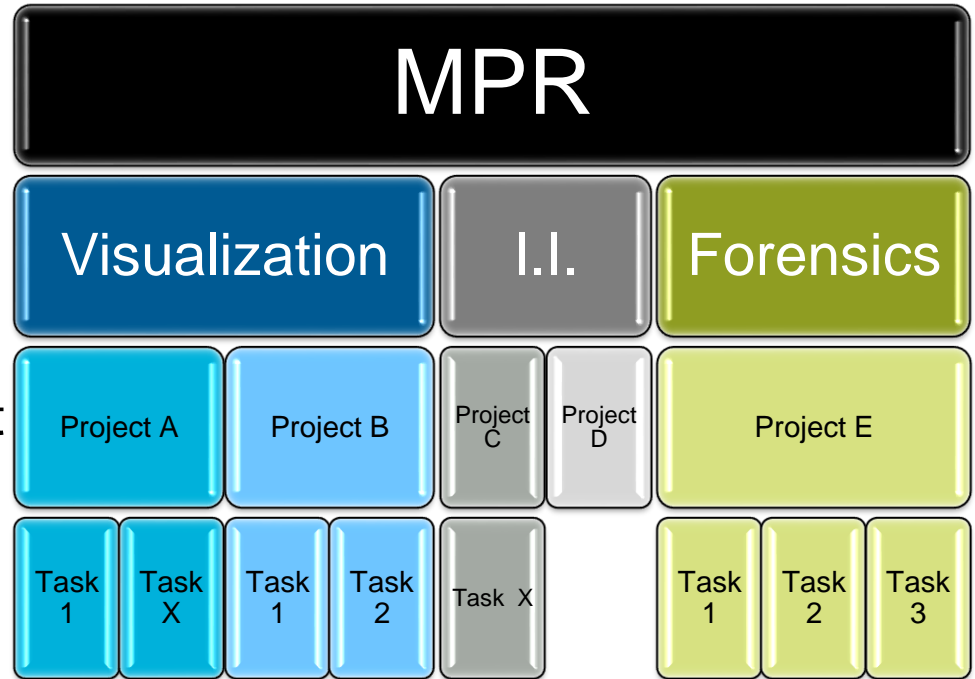 MPR
Visualization
I.I.
Forensics
Project A
Project B
Project
C
Project
D
Project E
Task
1
Task
X
Task
1
Task
2
Task X
Task
1
Task
2
Task
3